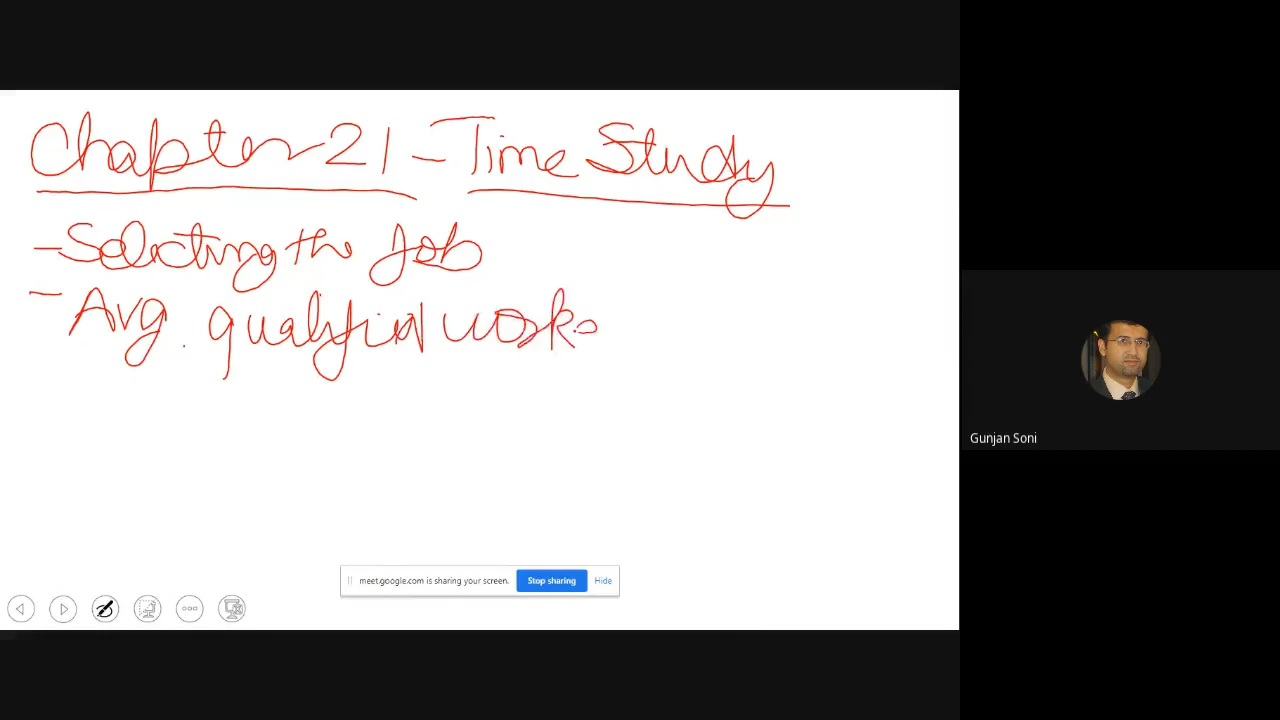 Chapter 21 - Time Study
- Selecting the Job
- Avg. qualified worke
meet.google.com is sharing your screen. Stop sharing Hide
Gunjan Soni